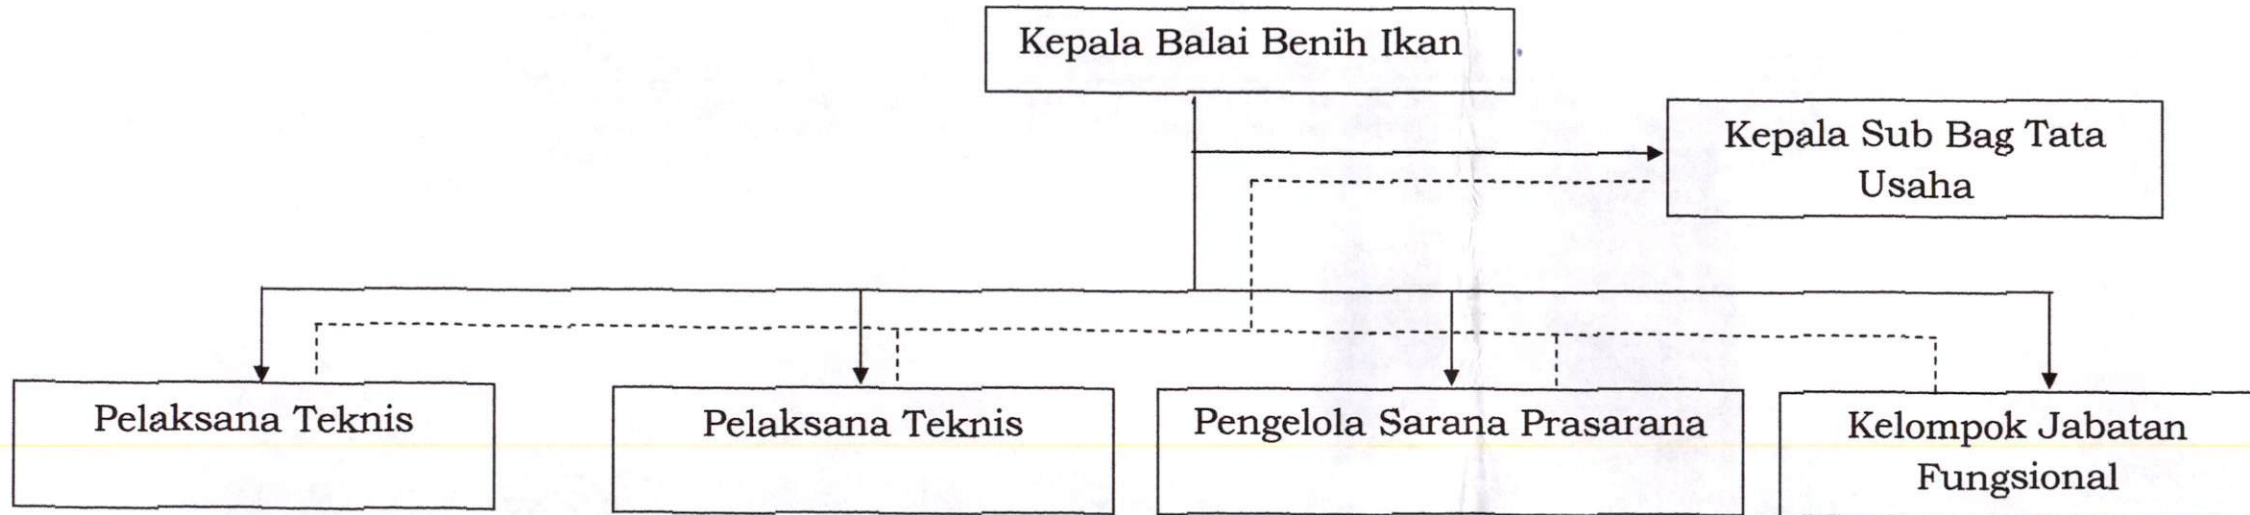 Kepala Balai Benih Ikan
Kepala Sub Bag Tata
Usaha
Pelaksana Teknis
Pelaksana Teknis
Pengelola Sarana Prasarana
Kelompok Jabatan
Fungsional